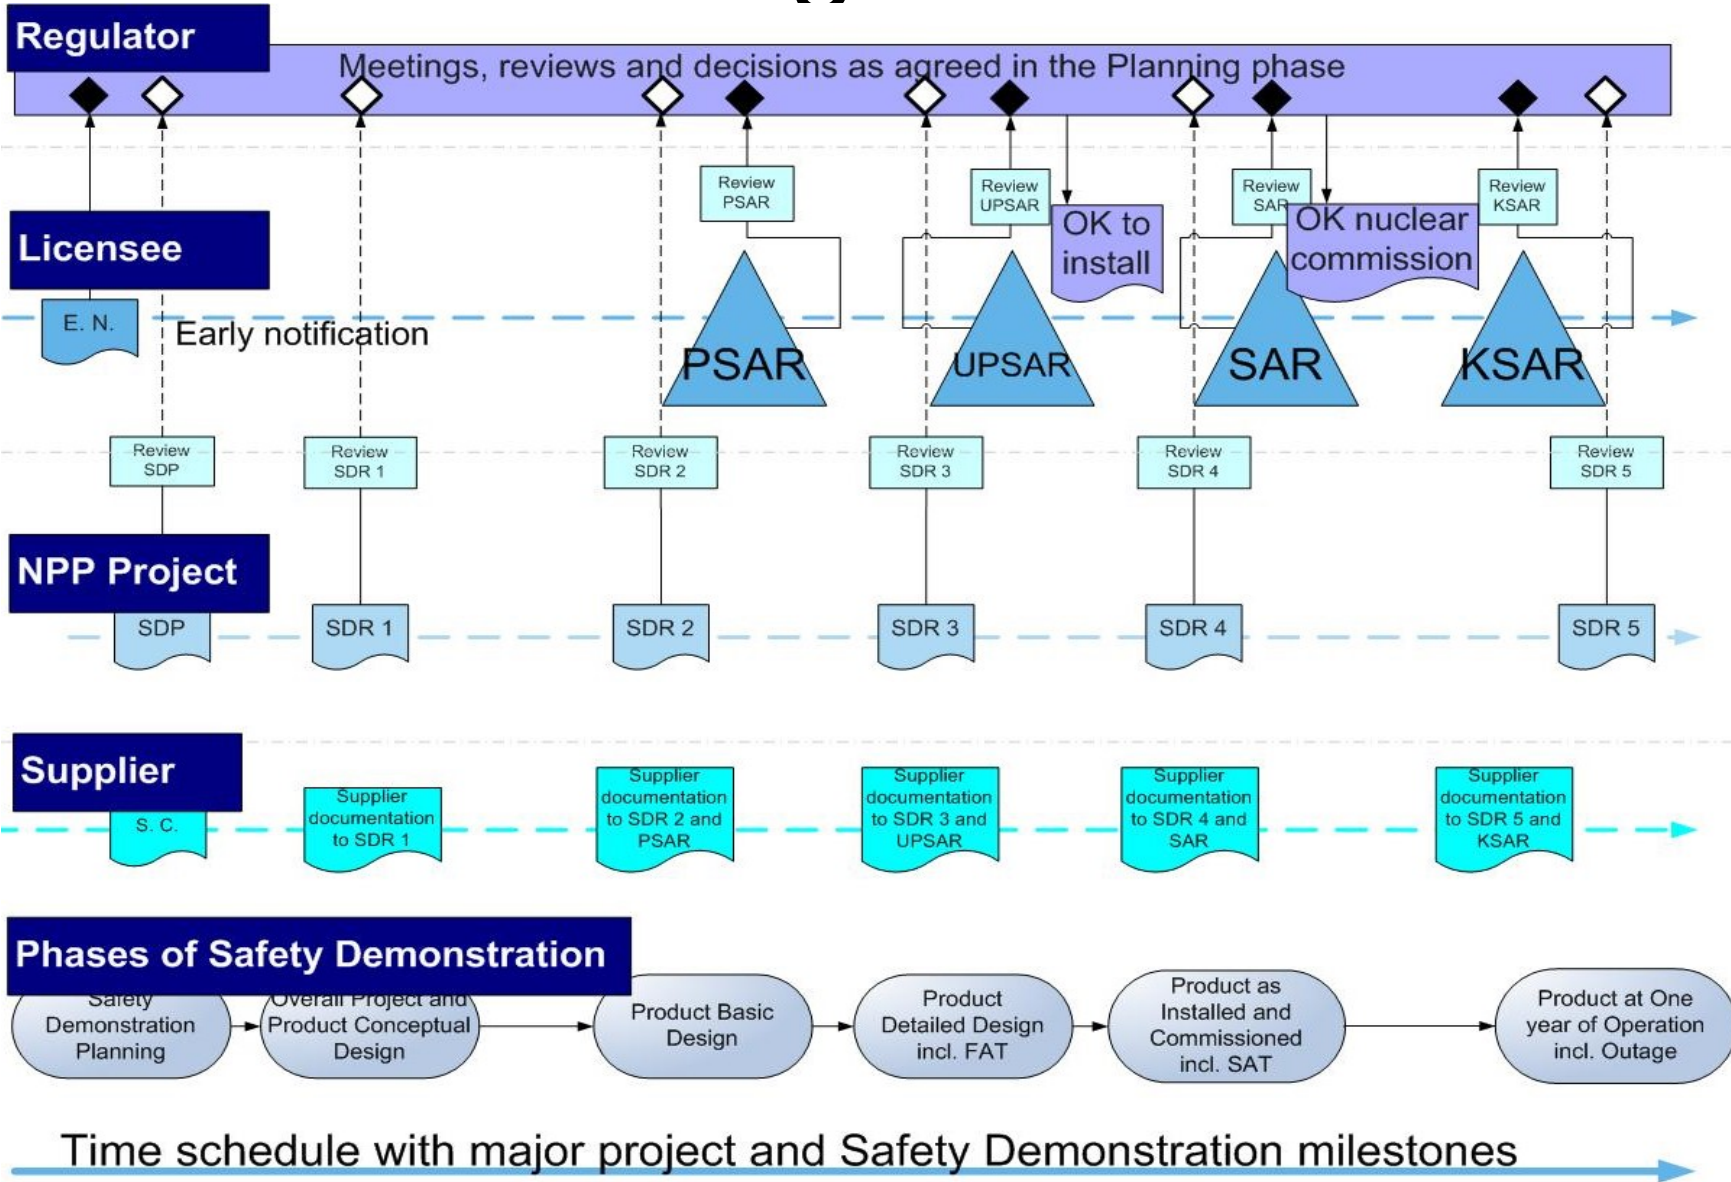 Regulator
Meetings, reviews and decisions as agreed in the Planning phase
Review
PSAR
Review
UPSAR
Review
SAR
Review
KSAR
OK to
install
OK nuclear
commission
Licensee
E. N.
Early notification
PSAR
UPSAR
SAR
KSAR
Review
SDP
Review
SDR 1
Review
SDR 2
Review
SDR 3
Review
SDR 4
Review
SDR 5
NPP Project
SDP
SDR 1
SDR 2
SDR 3
SDR 4
SDR 5
Supplier
S. C.
Supplier
documentation
to SDR 1
Supplier
documentation
to SDR 2 and
PSAR
Supplier
documentation
to SDR 3 and
UPSAR
Supplier
documentation
to SDR 4 and
SAR
Supplier
documentation
to SDR 5 and
KSAR
Phases of Safety Demonstration
Safety
Demonstration
Planning
Overall Project and
Product Conceptual
Design
Product Basic
Design
Product
Detailed Design
incl. FAT
Product as
Installed and
Commissioned
incl. SAT
Product at One
year of Operation
incl. Outage
Time schedule with major project and Safety Demonstration milestones